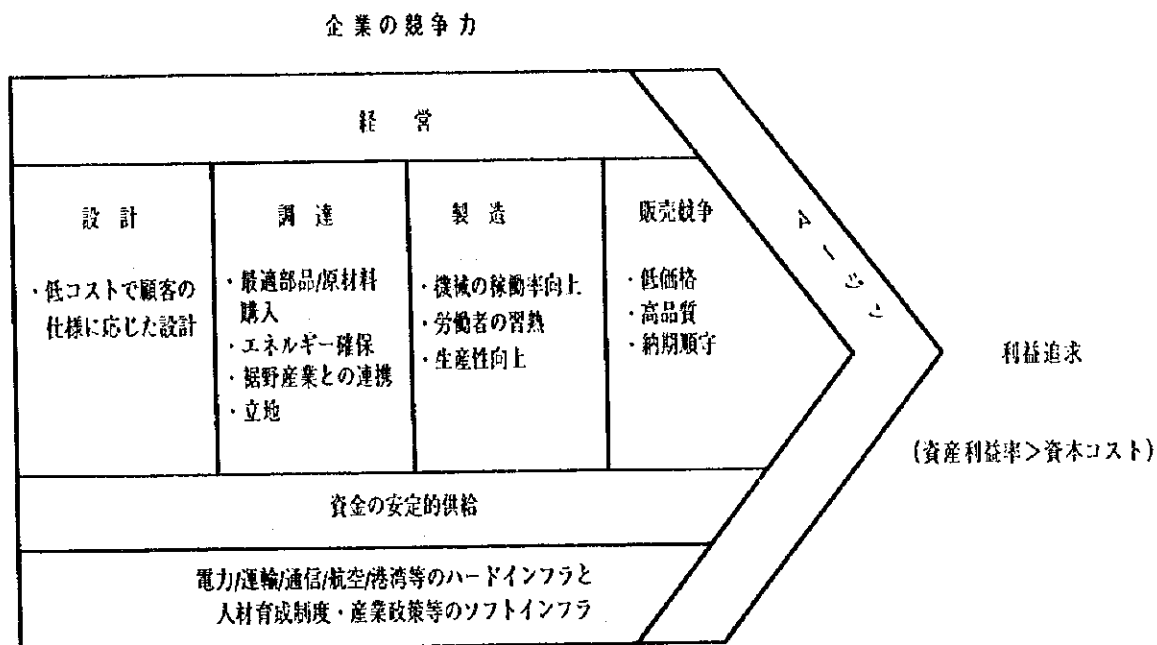 企業の競争力
経営
設計
・低コストで顧客の
仕様に応じた設計
調達
・最適部品/原材料
購入
・エネルギー確保
・裾野産業との連携
・立地
製造
・機械の稼働率向上
・労働者の習熟
・生産性向上
販売競争
・低価格
・高品質
・納期順守
マージン
利益追求
(資産利益率>資本コスト)
資金の安定的供給
電力/運輸/通信/航空/港湾等のハードインフラと
人材育成制度・産業政策等のソフトインフラ